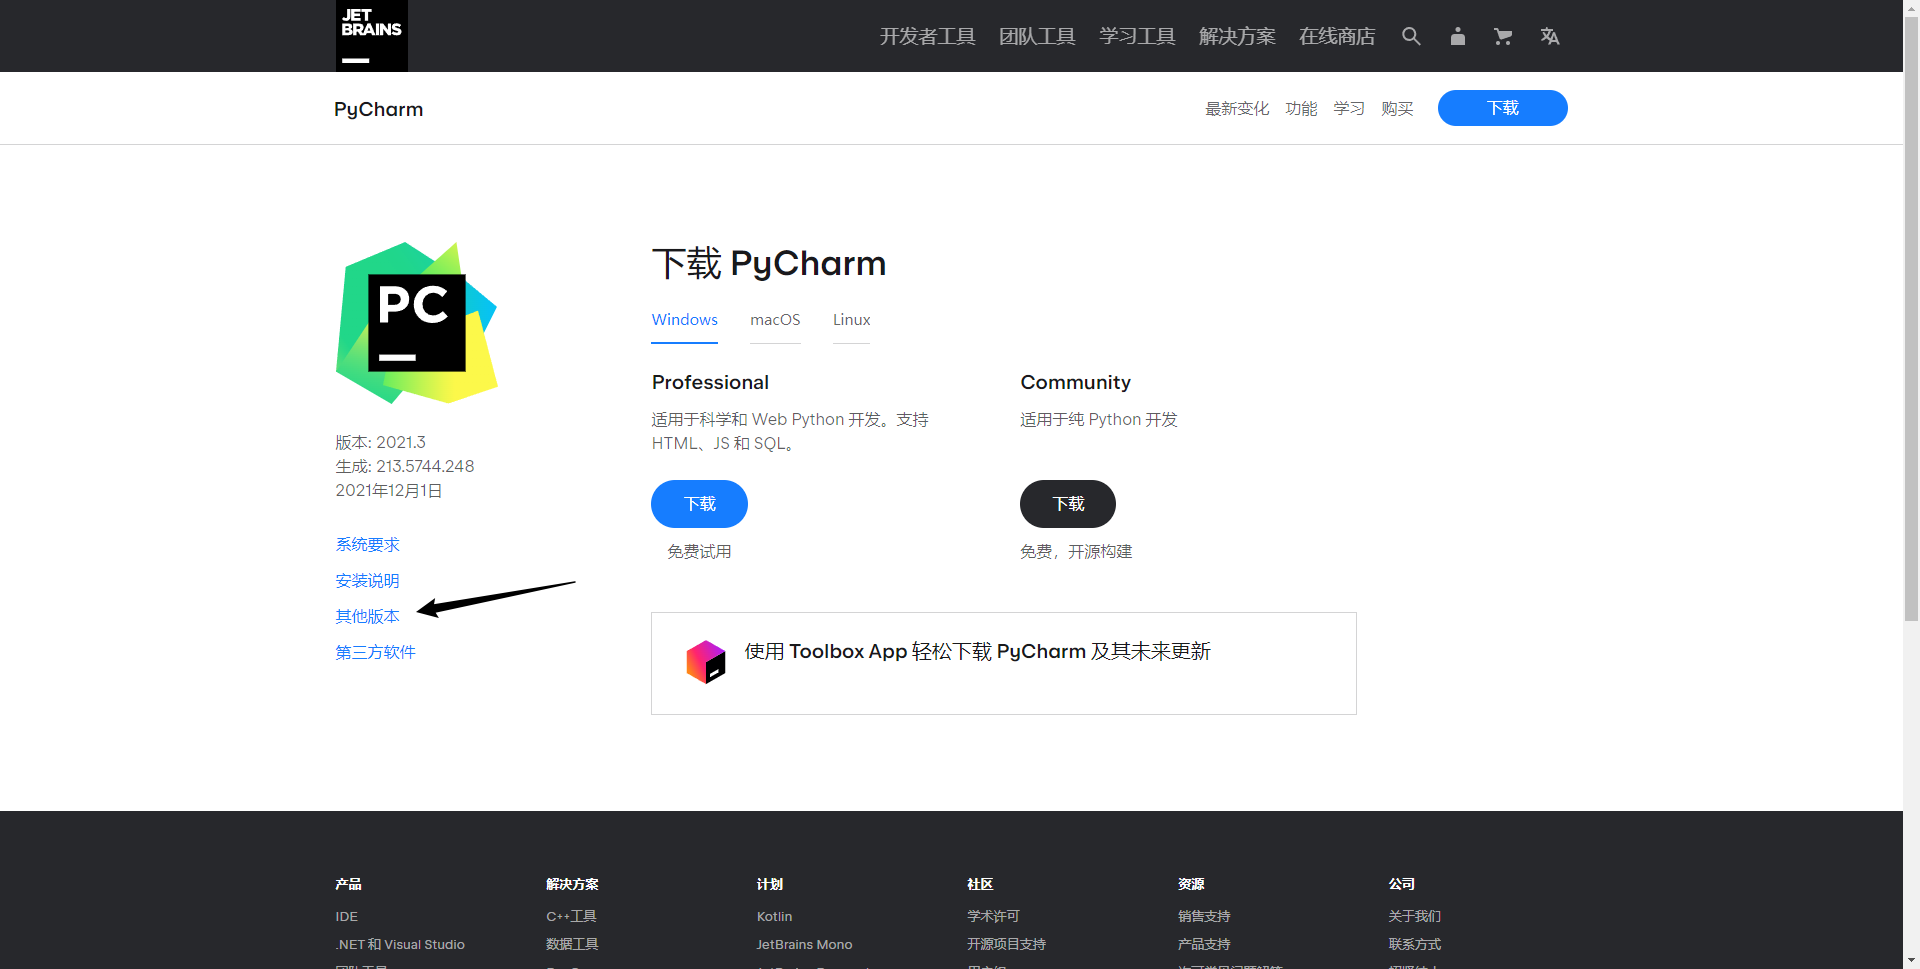 JET
BRAINS
开发者工具 团队工具 学习工具 解决方案 在线商店
PyCharm
最新变化 功能 学习 购买 下载
PC
下载 PyCharm
Windows macOS Linux
Professional
适用于科学和 Web Python 开发。支持
HTML、JS 和 SQL。
下载
免费试用
Community
适用于纯 Python 开发
下载
免费，开源构建
版本: 2021.3
生成: 213.5744.248
2021年12月1日
系统要求
安装说明
其他版本
第三方软件
使用 Toolbox App 轻松下载 PyCharm 及其未来更新
产品
IDE
.NET 和 Visual Studio
解决方案
C++工具
数据工具
计划
Kotlin
JetBrains Mono
社区
学术许可
开源项目支持
资源
销售支持
产品支持
公司
关于我们
联系方式